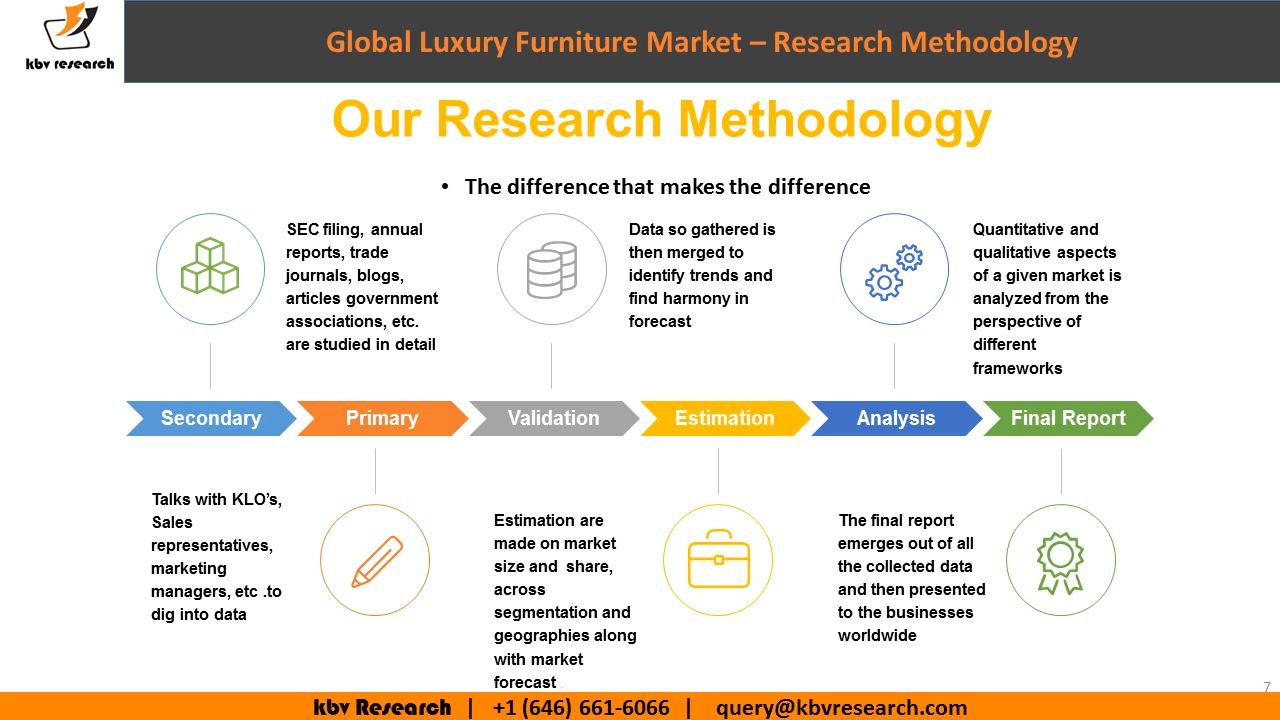 kbv research
Global Luxury Furniture Market – Research Methodology
Our Research Methodology
• The difference that makes the difference
SEC filing, annual
reports, trade
journals, blogs,
articles government
associations, etc.
are studied in detail
Data so gathered is
then merged to
identify trends and
find harmony in
forecast
Quantitative and
qualitative aspects
of a given market is
analyzed from the
perspective of
different
frameworks
Secondary
Primary
Validation
Estimation
Analysis
Final Report
Talks with KLO’s,
Sales
representatives,
marketing
managers, etc .to
dig into data
Estimation are
made on market
size and share,
across
segmentation and
geographies along
with market
forecast .
The final report
emerges out of all
the collected data
and then presented
to the businesses
worldwide
7
kbv Research | +1 (646) 661-6066 | query@kbvresearch.com